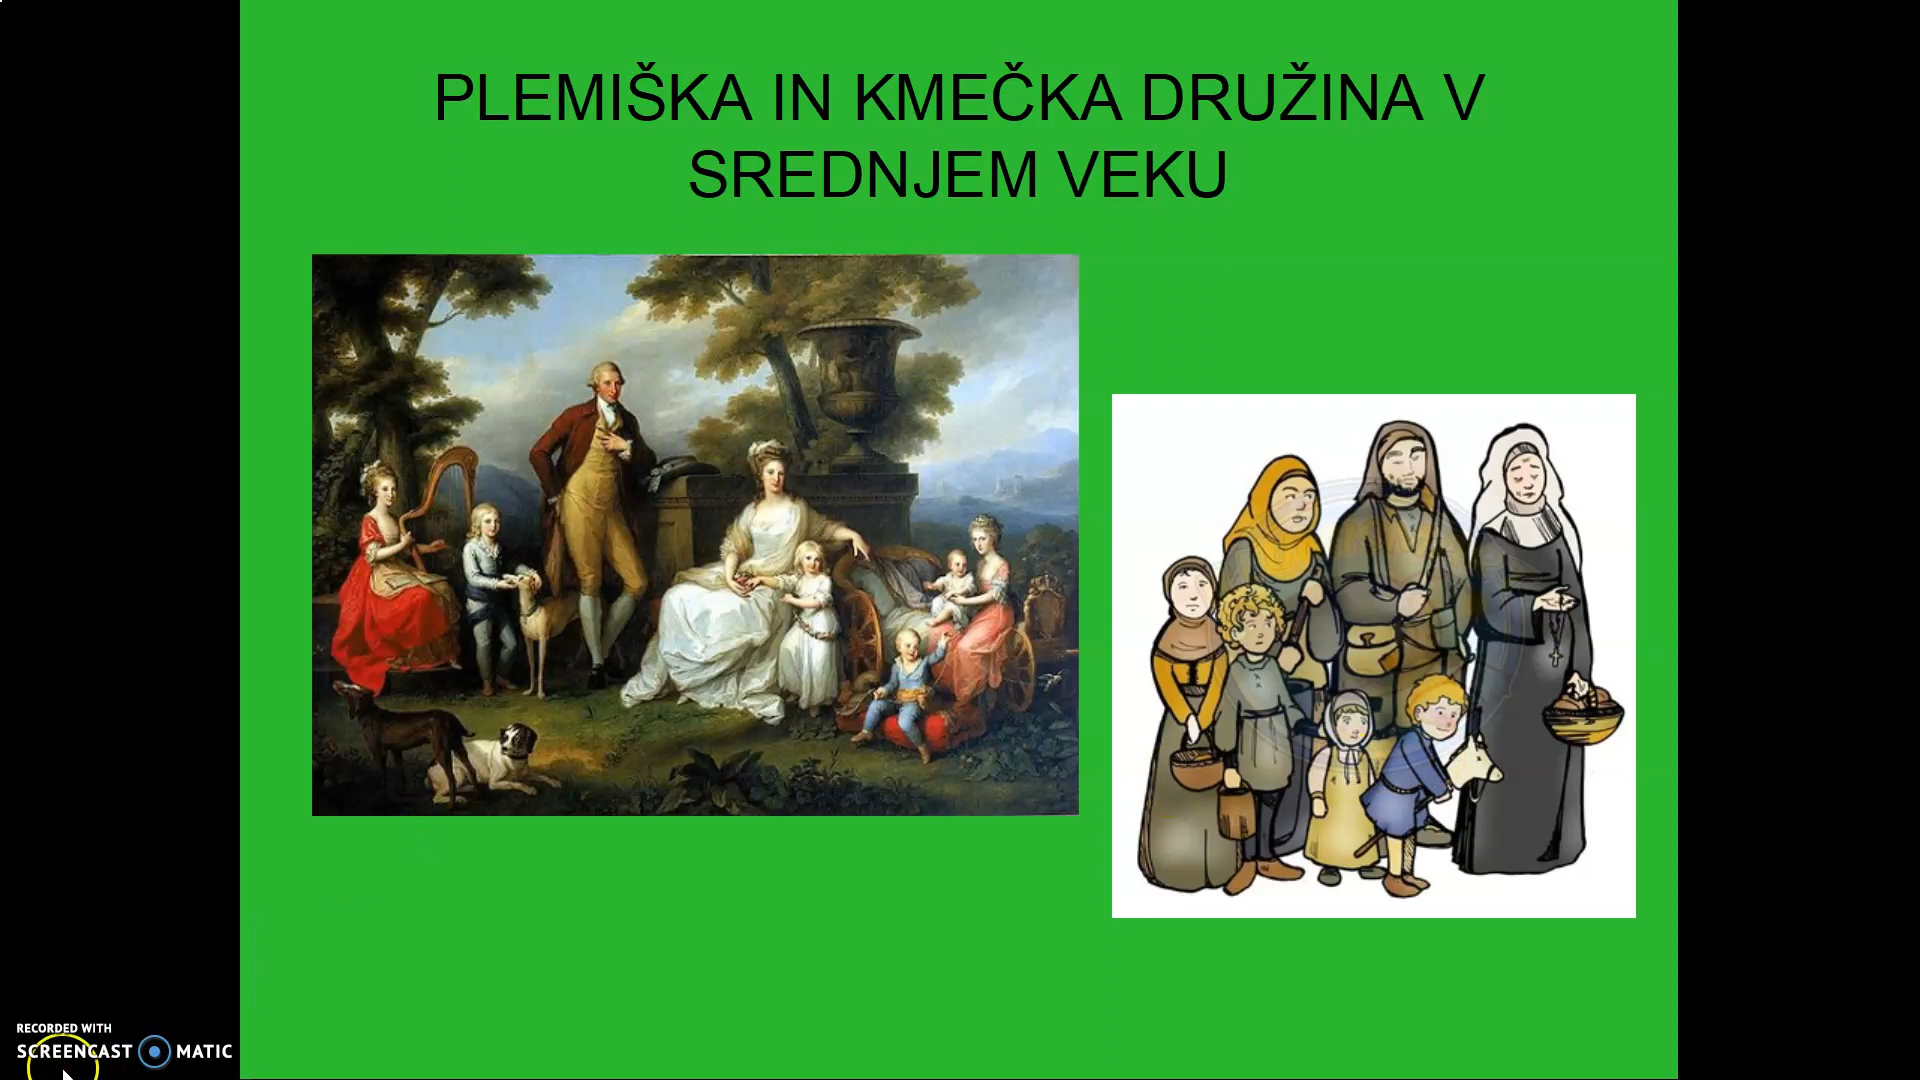 PLEMIŠKA IN KMEČKA DRUŽINA V
SREDNJEM VEKU
RECORDED WITH
SCREENCAST MATIC